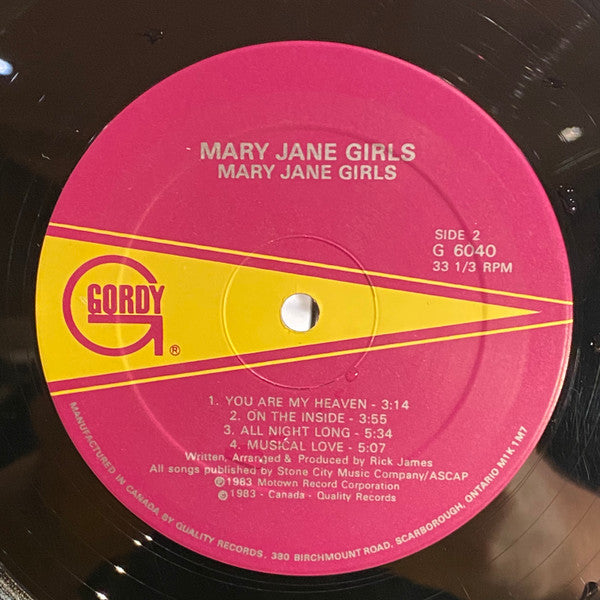 MARY JANE GIRLS
MARY JANE GIRLS
SIDE 2
G 6040
33 1/3 RPM
GORDY
®
1. YOU ARE MY HEAVEN - 3:14
2. ON THE INSIDE - 3:55
3. ALL NIGHT LONG - 5:34
4. MUSICAL LOVE - 5:07
Written, Arranged & Produced by Rick James
All songs published by Stone City Music Company/ASCAP
℗1983 Motown Record Corporation
©1983 - Canada - Quality Records
MANUFACTURED IN CANADA BY QUALITY RECORDS, 380 BIRCHMOUNT ROAD, SCARBOROUGH, ONTARIO M1K 1M7